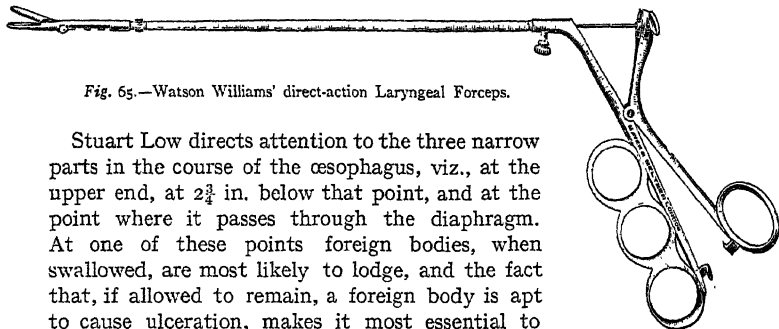 Fig. 65.—Watson Williams' direct-action Laryngeal Forceps.
Stuart Low directs attention to the three narrow
parts in the course of the œsophagus, viz., at the
upper end, at 2¾ in. below that point, and at the
point where it passes through the diaphragm.
At one of these points foreign bodies, when
swallowed, are most likely to lodge, and the fact
that, if allowed to remain, a foreign body is apt
to cause ulceration, makes it most essential to